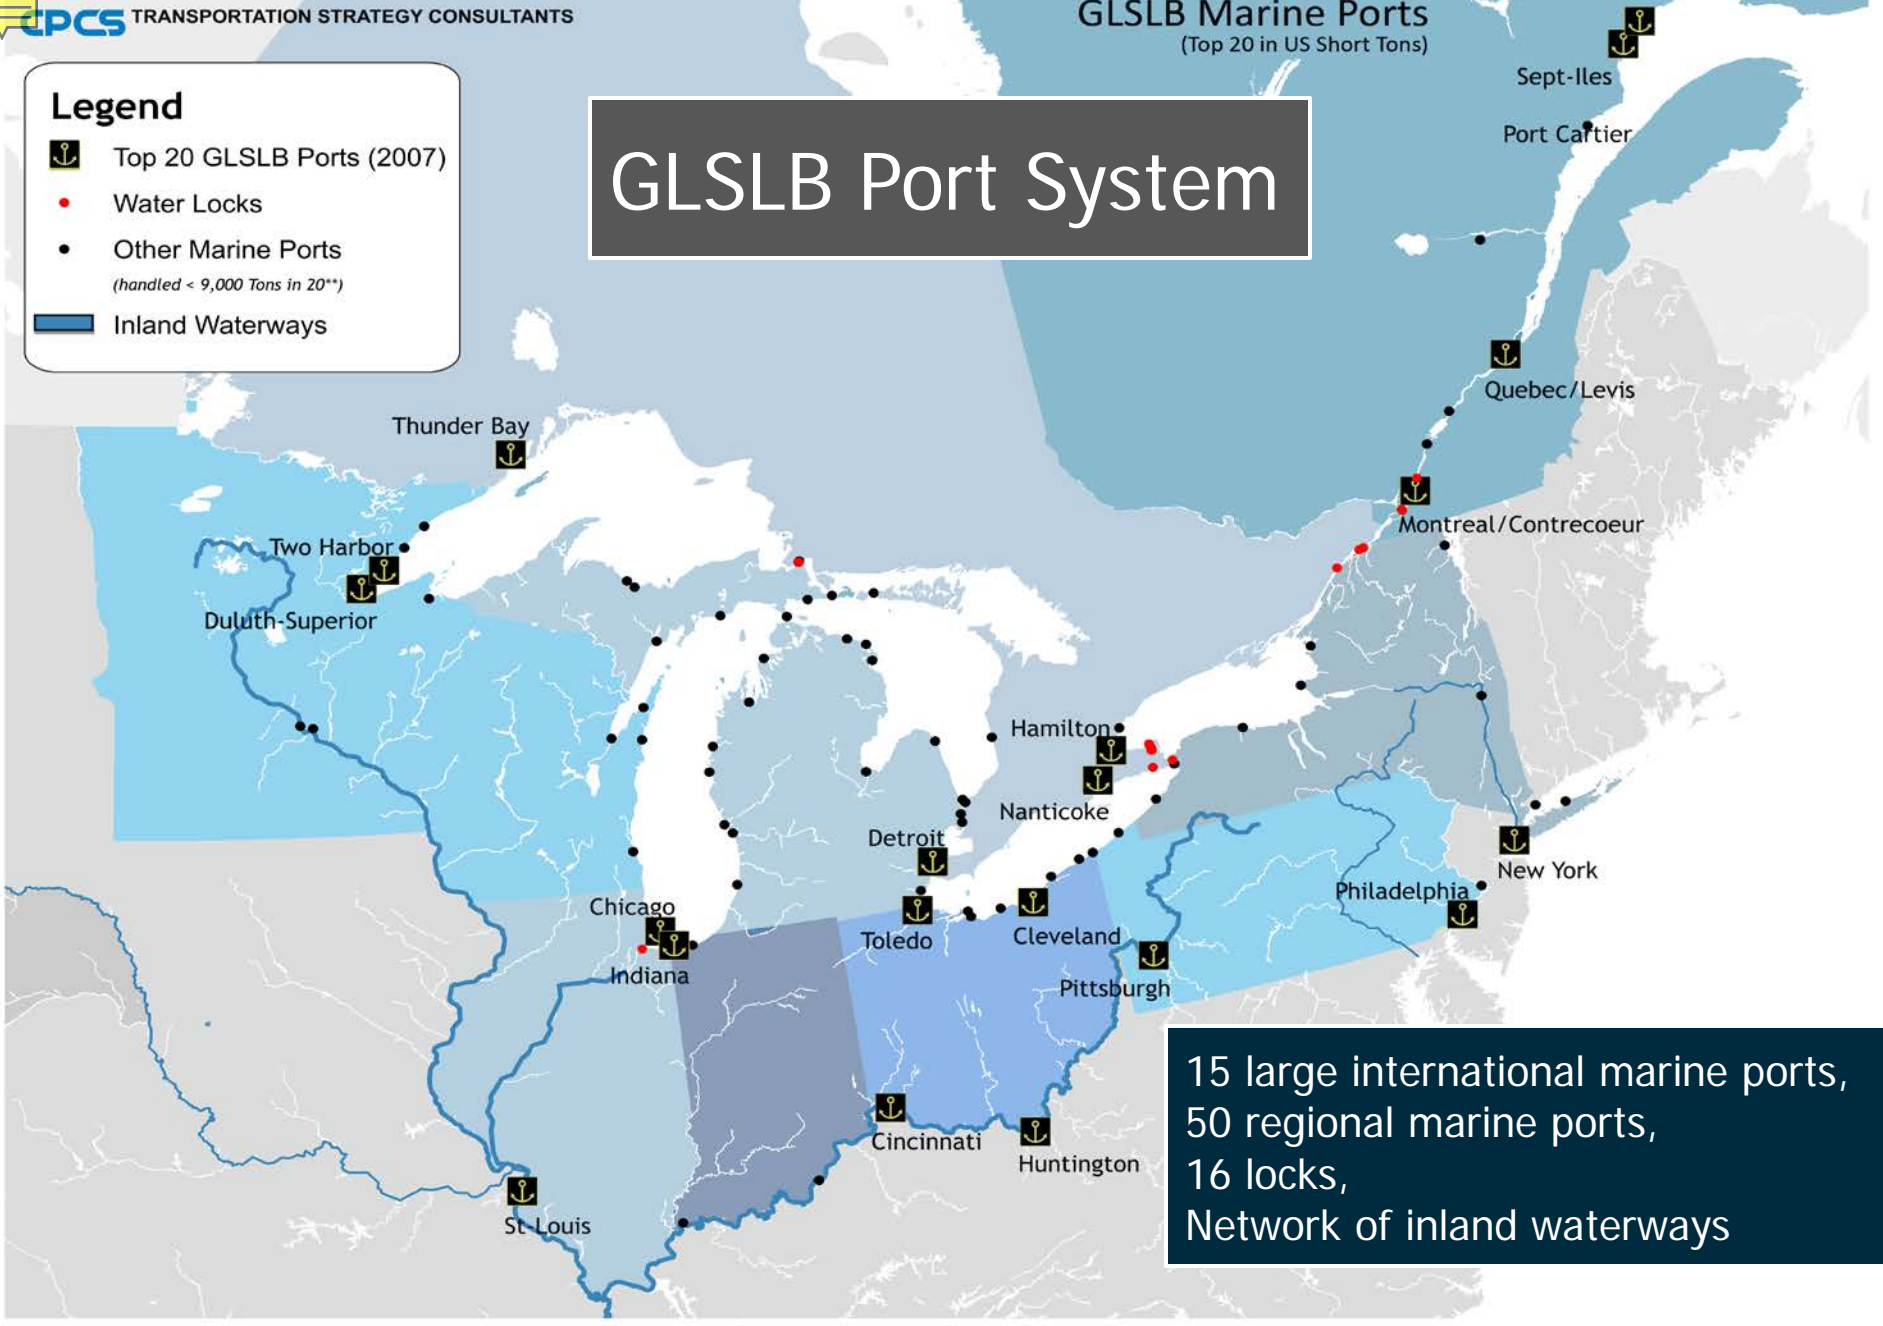 CPCS TRANSPORTATION STRATEGY CONSULTANTS
GLSLB Marine Ports
(Top 20 in US Short Tons)
Legend
Top 20 GLSLB Ports (2007)
Water Locks
Other Marine Ports
(handled < 9,000 Tons in 20**)
Inland Waterways
GLSLB Port System
Sept-Iles
Port Cartier
Quebec/Levis
Thunder Bay
Montreal/Contrecoeur
Two Harbor
Duluth-Superior
Hamilton
Nanticoke
Detroit
New York
Philadelphia
Chicago
Toledo
Cleveland
Indiana
Pittsburgh
Cincinnati
Huntington
St-Louis
15 large international marine ports,
50 regional marine ports,
16 locks,
Network of inland waterways